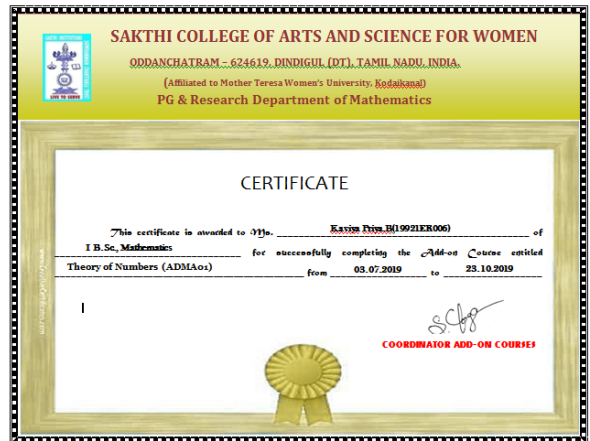 SAKTHI COLLEGE OF ARTS AND SCIENCE FOR WOMEN
ODDANCHATRAM – 624619. DINDIGUL (DT), TAMIL NADU. INDIA.
(Affiliated to Mother Teresa Women's University, Kodaikanal)
PG & Research Department of Mathematics
LIVE TO SERVE
CERTIFICATE
This certificate is awarded to Ms. Kaviya Priya.B(19921ER006) of
I B.Sc., Mathematics for successfully completing the Add-on Course entitled
Theory of Numbers (ADMA01) from 03.07.2019 to 23.10.2019
COORDINATOR ADD-ON COURSES